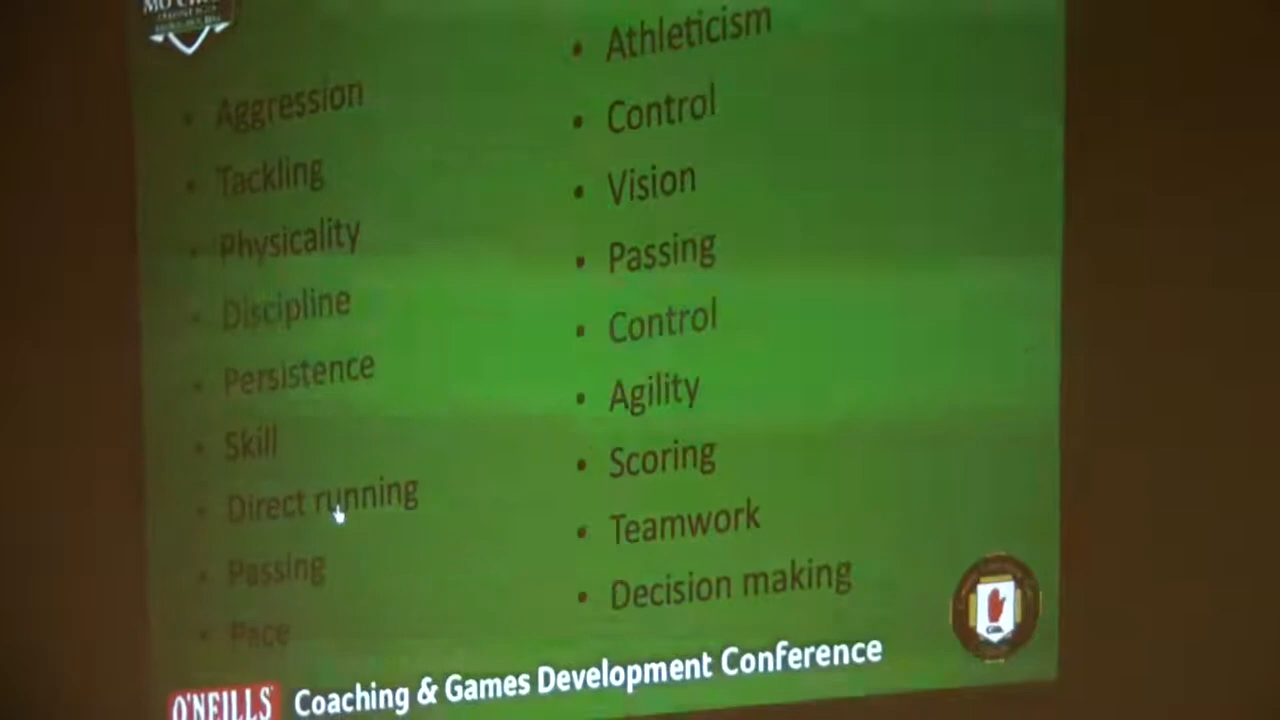 Aggression
Tackling
Physicality
Discipline
Persistence
Skill
Direct running
Passing
Pace
Athleticism
Control
Vision
Passing
Control
Agility
Scoring
Teamwork
Decision making
O'NEILLS Coaching & Games Development Conference